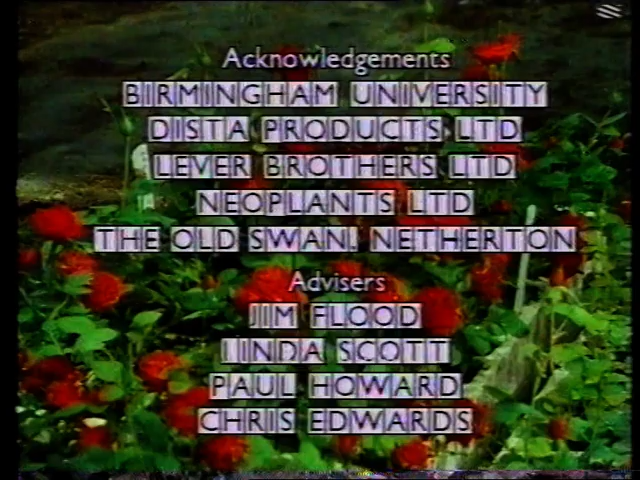 Acknowledgements
BIRMINGHAM UNIVERSITY
DISTA PRODUCTS LTD
LEVER BROTHERS LTD
NEOPLANTS LTD
THE OLD SWAN, NETHERTON
Advisers
JIM FLOOD
LINDA SCOTT
PAUL HOWARD
CHRIS EDWARDS